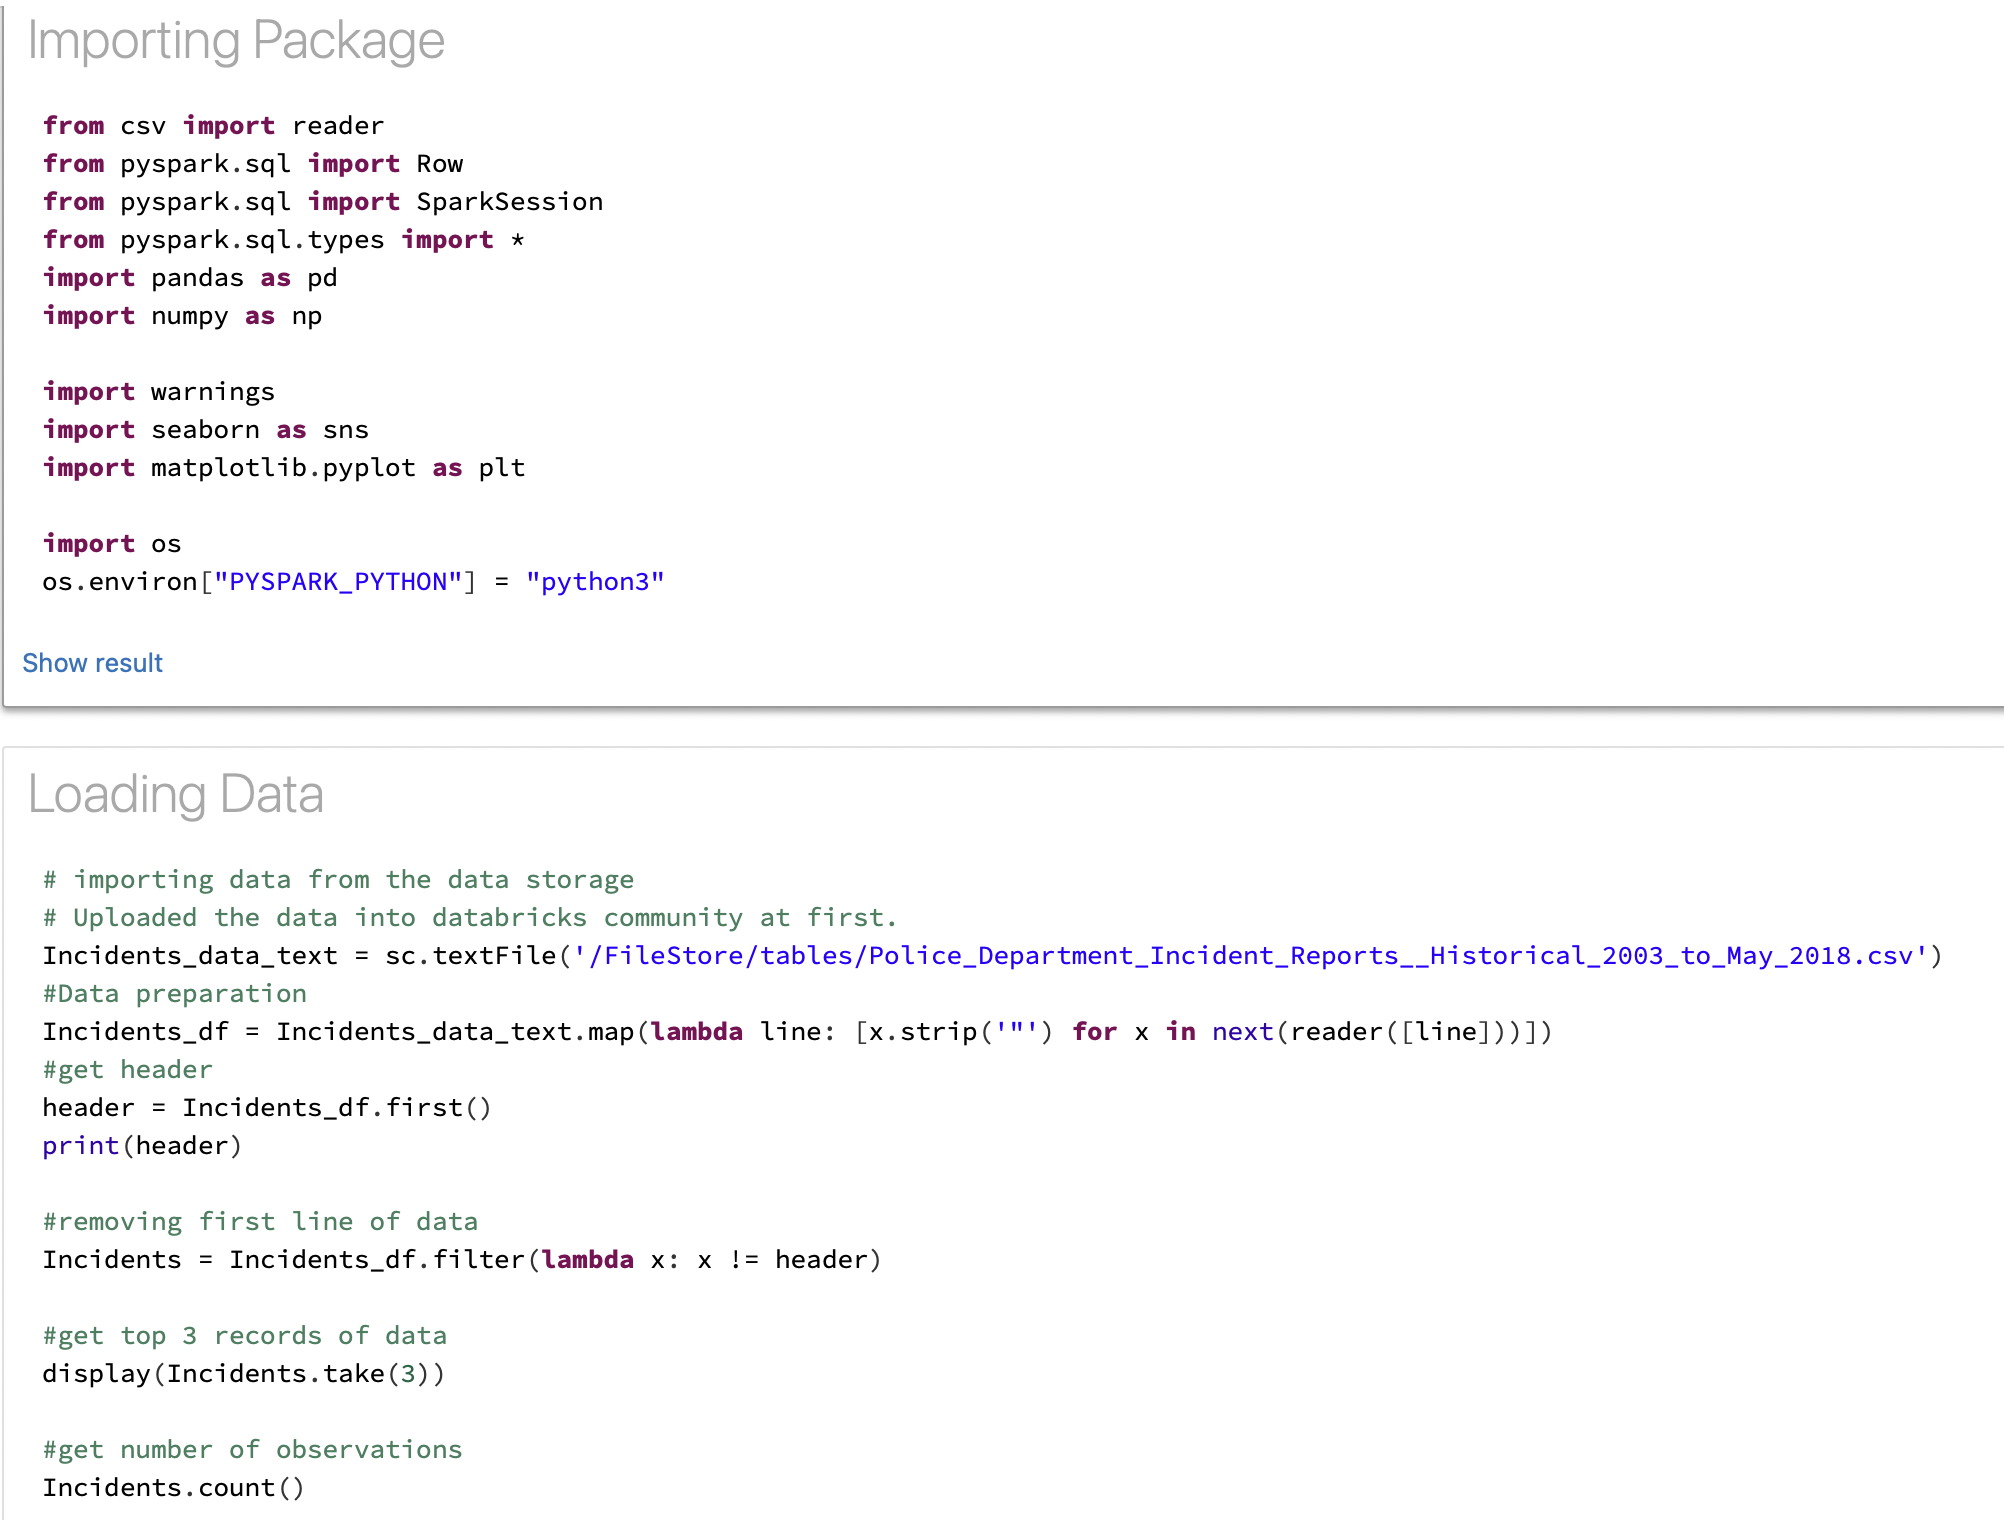 Importing Package
from csv import reader
from pyspark.sql import Row
from pyspark.sql import SparkSession
from pyspark.sql.types import *
import pandas as pd
import numpy as np
import warnings
import seaborn as sns
import matplotlib.pyplot as plt
import os
os.environ["PYSPARK_PYTHON"] = "python3"
Show result
Loading Data
# importing data from the data storage
# Uploaded the data into databricks community at first.
Incidents_data_text = sc.textFile('/FileStore/tables/Police_Department_Incident_Reports__Historical_2003_to_May_2018.csv')
#Data preparation
Incidents_df = Incidents_data_text.map(lambda line: [x.strip('"') for x in next(reader([line]))])
#get header
header = Incidents_df.first()
print(header)
#removing first line of data
Incidents = Incidents_df.filter(lambda x: x != header)
#get top 3 records of data
display(Incidents.take(3))
#get number of observations
Incidents.count()